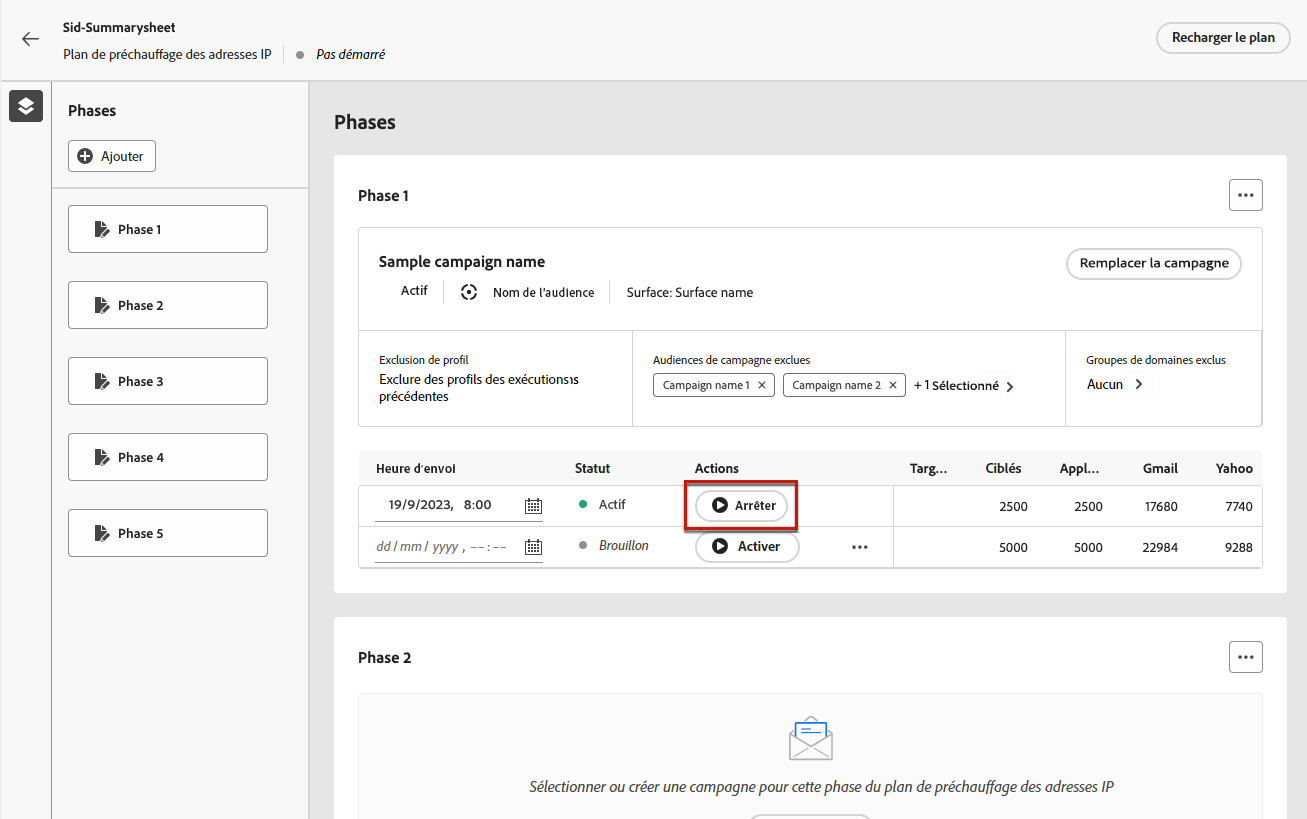 Sid-Summarysheet
Plan de préchauffage des adresses IP
Pas démarré
Recharger le plan
Phases
Ajouter
Phase 1
Phase 2
Phase 3
Phase 4
Phase 5
Phases
Phase 1
Sample campaign name
Remplacer la campagne
Actif
Nom de l'audience
Surface: Surface name
Exclusion de profil
Exclure des profils des exécutions
précédentes
Audiences de campagne exclues
Campaign name 1
Campaign name 2
+ 1 Sélectionné
Groupes de domaines exclus
Aucun
Heure d'envoi Statut Actions Targ... Ciblés Appl... Gmail Yahoo
19/9/2023, 8:00 Actif Arrêter 2500 2500 17680 7740
dd / mm / yyyy , --:-- Brouillon Activer 5000 5000 22984 9288
Phase 2
Sélectionner ou créer une campagne pour cette phase du plan de préchauffage des adresses IP